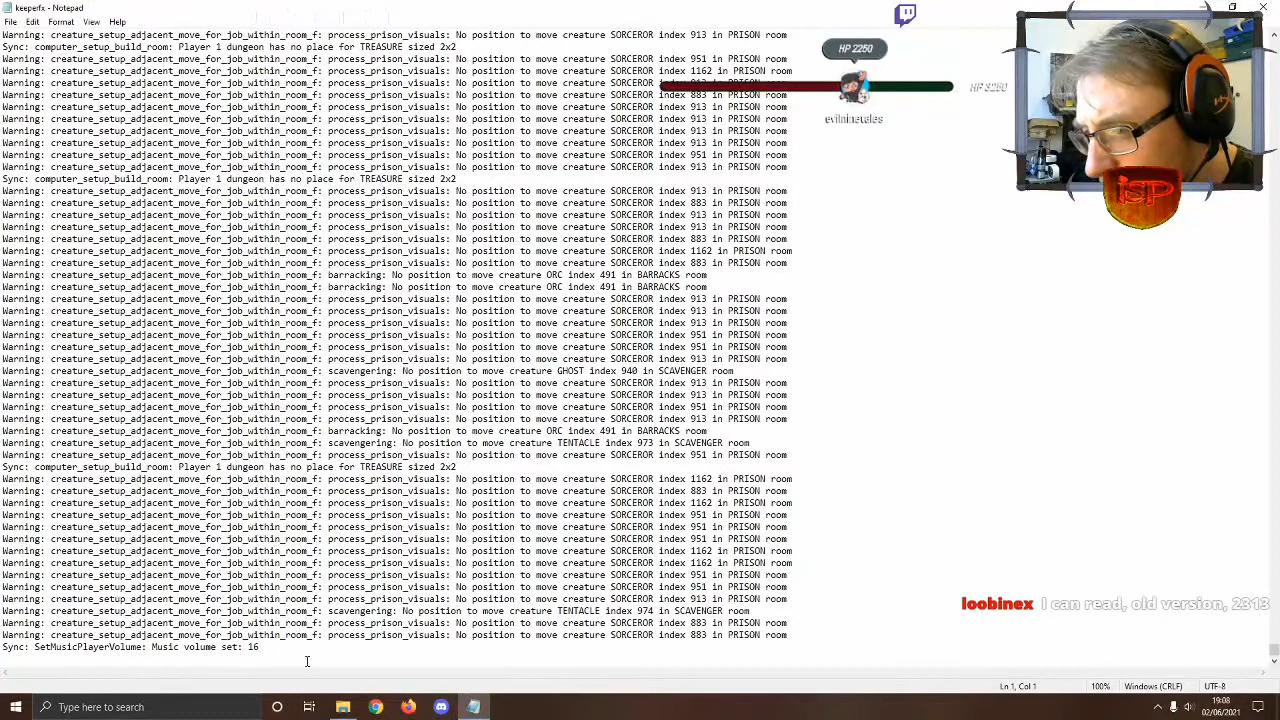 keeperfx - Notepad
File Edit Format View Help
Warning: creature_setup_adjacent_move_for_job_within_room_f: process_prison_visuals: No position to move creature SORCEROR index 913 in PRISON room
Sync: computer_setup_build_room: Player 1 dungeon has no place for TREASURE sized 2x2
Warning: creature_setup_adjacent_move_for_job_within_room_f: process_prison_visuals: No position to move creature SORCEROR index 951 in PRISON room
Warning: creature_setup_adjacent_move_for_job_within_room_f: process_prison_visuals: No position to move creature SORCEROR index 1162 in PRISON room
Warning: creature_setup_adjacent_move_for_job_within_room_f: process_prison_visuals: No position to move creature SORCEROR index 913 in PRISON room
Warning: creature_setup_adjacent_move_for_job_within_room_f: process_prison_visuals: No position to move creature SORCEROR index 883 in PRISON room
Warning: creature_setup_adjacent_move_for_job_within_room_f: process_prison_visuals: No position to move creature SORCEROR index 913 in PRISON room
Warning: creature_setup_adjacent_move_for_job_within_room_f: process_prison_visuals: No position to move creature SORCEROR index 913 in PRISON room
Warning: creature_setup_adjacent_move_for_job_within_room_f: process_prison_visuals: No position to move creature SORCEROR index 913 in PRISON room
Warning: creature_setup_adjacent_move_for_job_within_room_f: process_prison_visuals: No position to move creature SORCEROR index 913 in PRISON room
Warning: creature_setup_adjacent_move_for_job_within_room_f: process_prison_visuals: No position to move creature SORCEROR index 951 in PRISON room
Warning: creature_setup_adjacent_move_for_job_within_room_f: process_prison_visuals: No position to move creature SORCEROR index 913 in PRISON room
Sync: computer_setup_build_room: Player 1 dungeon has no place for TREASURE sized 2x2
Warning: creature_setup_adjacent_move_for_job_within_room_f: process_prison_visuals: No position to move creature SORCEROR index 913 in PRISON room
Warning: creature_setup_adjacent_move_for_job_within_room_f: process_prison_visuals: No position to move creature SORCEROR index 883 in PRISON room
Warning: creature_setup_adjacent_move_for_job_within_room_f: process_prison_visuals: No position to move creature SORCEROR index 913 in PRISON room
Warning: creature_setup_adjacent_move_for_job_within_room_f: process_prison_visuals: No position to move creature SORCEROR index 913 in PRISON room
Warning: creature_setup_adjacent_move_for_job_within_room_f: process_prison_visuals: No position to move creature SORCEROR index 883 in PRISON room
Warning: creature_setup_adjacent_move_for_job_within_room_f: process_prison_visuals: No position to move creature SORCEROR index 1162 in PRISON room
Warning: creature_setup_adjacent_move_for_job_within_room_f: process_prison_visuals: No position to move creature SORCEROR index 883 in PRISON room
Warning: creature_setup_adjacent_move_for_job_within_room_f: barracking: No position to move creature ORC index 491 in BARRACKS room
Warning: creature_setup_adjacent_move_for_job_within_room_f: barracking: No position to move creature ORC index 491 in BARRACKS room
Warning: creature_setup_adjacent_move_for_job_within_room_f: process_prison_visuals: No position to move creature SORCEROR index 913 in PRISON room
Warning: creature_setup_adjacent_move_for_job_within_room_f: process_prison_visuals: No position to move creature SORCEROR index 913 in PRISON room
Warning: creature_setup_adjacent_move_for_job_within_room_f: process_prison_visuals: No position to move creature SORCEROR index 913 in PRISON room
Warning: creature_setup_adjacent_move_for_job_within_room_f: process_prison_visuals: No position to move creature SORCEROR index 951 in PRISON room
Warning: creature_setup_adjacent_move_for_job_within_room_f: process_prison_visuals: No position to move creature SORCEROR index 951 in PRISON room
Warning: creature_setup_adjacent_move_for_job_within_room_f: process_prison_visuals: No position to move creature SORCEROR index 913 in PRISON room
Warning: creature_setup_adjacent_move_for_job_within_room_f: scavengering: No position to move creature GHOST index 940 in SCAVENGER room
Warning: creature_setup_adjacent_move_for_job_within_room_f: process_prison_visuals: No position to move creature SORCEROR index 913 in PRISON room
Warning: creature_setup_adjacent_move_for_job_within_room_f: process_prison_visuals: No position to move creature SORCEROR index 913 in PRISON room
Warning: creature_setup_adjacent_move_for_job_within_room_f: process_prison_visuals: No position to move creature SORCEROR index 951 in PRISON room
Warning: creature_setup_adjacent_move_for_job_within_room_f: process_prison_visuals: No position to move creature SORCEROR index 913 in PRISON room
Warning: creature_setup_adjacent_move_for_job_within_room_f: barracking: No position to move creature ORC index 491 in BARRACKS room
Warning: creature_setup_adjacent_move_for_job_within_room_f: scavengering: No position to move creature TENTACLE index 973 in SCAVENGER room
Warning: creature_setup_adjacent_move_for_job_within_room_f: process_prison_visuals: No position to move creature SORCEROR index 951 in PRISON room
Sync: computer_setup_build_room: Player 1 dungeon has no place for TREASURE sized 2x2
Warning: creature_setup_adjacent_move_for_job_within_room_f: process_prison_visuals: No position to move creature SORCEROR index 1162 in PRISON room
Warning: creature_setup_adjacent_move_for_job_within_room_f: process_prison_visuals: No position to move creature SORCEROR index 883 in PRISON room
Warning: creature_setup_adjacent_move_for_job_within_room_f: process_prison_visuals: No position to move creature SORCEROR index 1162 in PRISON room
Warning: creature_setup_adjacent_move_for_job_within_room_f: process_prison_visuals: No position to move creature SORCEROR index 951 in PRISON room
Warning: creature_setup_adjacent_move_for_job_within_room_f: process_prison_visuals: No position to move creature SORCEROR index 951 in PRISON room
Warning: creature_setup_adjacent_move_for_job_within_room_f: process_prison_visuals: No position to move creature SORCEROR index 951 in PRISON room
Warning: creature_setup_adjacent_move_for_job_within_room_f: process_prison_visuals: No position to move creature SORCEROR index 1162 in PRISON room
Warning: creature_setup_adjacent_move_for_job_within_room_f: process_prison_visuals: No position to move creature SORCEROR index 1162 in PRISON room
Warning: creature_setup_adjacent_move_for_job_within_room_f: process_prison_visuals: No position to move creature SORCEROR index 951 in PRISON room
Warning: creature_setup_adjacent_move_for_job_within_room_f: process_prison_visuals: No position to move creature SORCEROR index 951 in PRISON room
Warning: creature_setup_adjacent_move_for_job_within_room_f: process_prison_visuals: No position to move creature SORCEROR index 913 in PRISON room
Warning: creature_setup_adjacent_move_for_job_within_room_f: scavengering: No position to move creature TENTACLE index 974 in SCAVENGER room
Warning: creature_setup_adjacent_move_for_job_within_room_f: process_prison_visuals: No position to move creature SORCEROR index 883 in PRISON room
Warning: creature_setup_adjacent_move_for_job_within_room_f: process_prison_visuals: No position to move creature SORCEROR index 883 in PRISON room
Sync: SetMusicPlayerVolume: Music volume set: 16
HP 2250
HP 3250
evilninetales
iSP
loobinex I can read, old version, 2313
Ln 1, Col 1 100% Windows (CRLF) UTF-8
Type here to search
19:08
02/06/2021